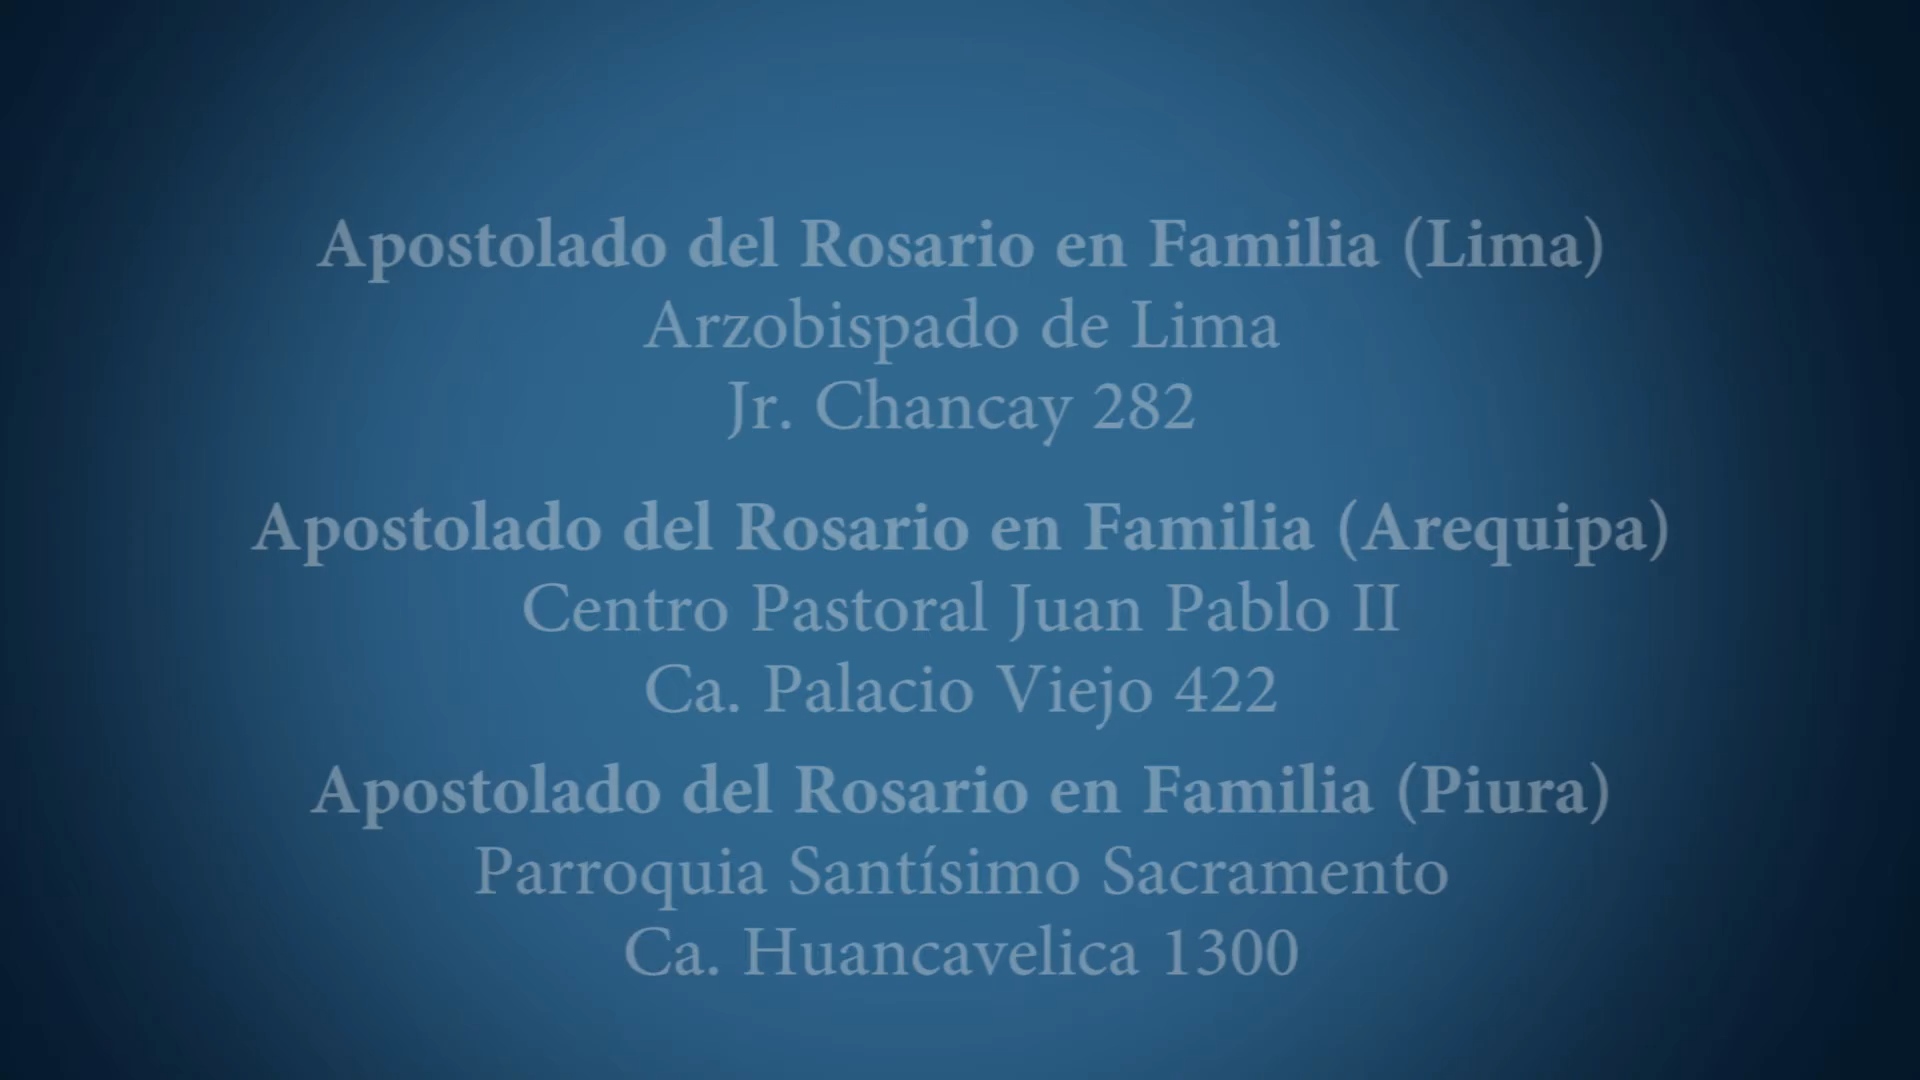 Apostolado del Rosario en Familia (Lima)
Arzobispado de Lima
Jr. Chancay 282
Apostolado del Rosario en Familia (Arequipa)
Centro Pastoral Juan Pablo II
Ca. Palacio Viejo 422
Apostolado del Rosario en Familia (Piura)
Parroquia Santísimo Sacramento
Ca. Huancavelica 1300